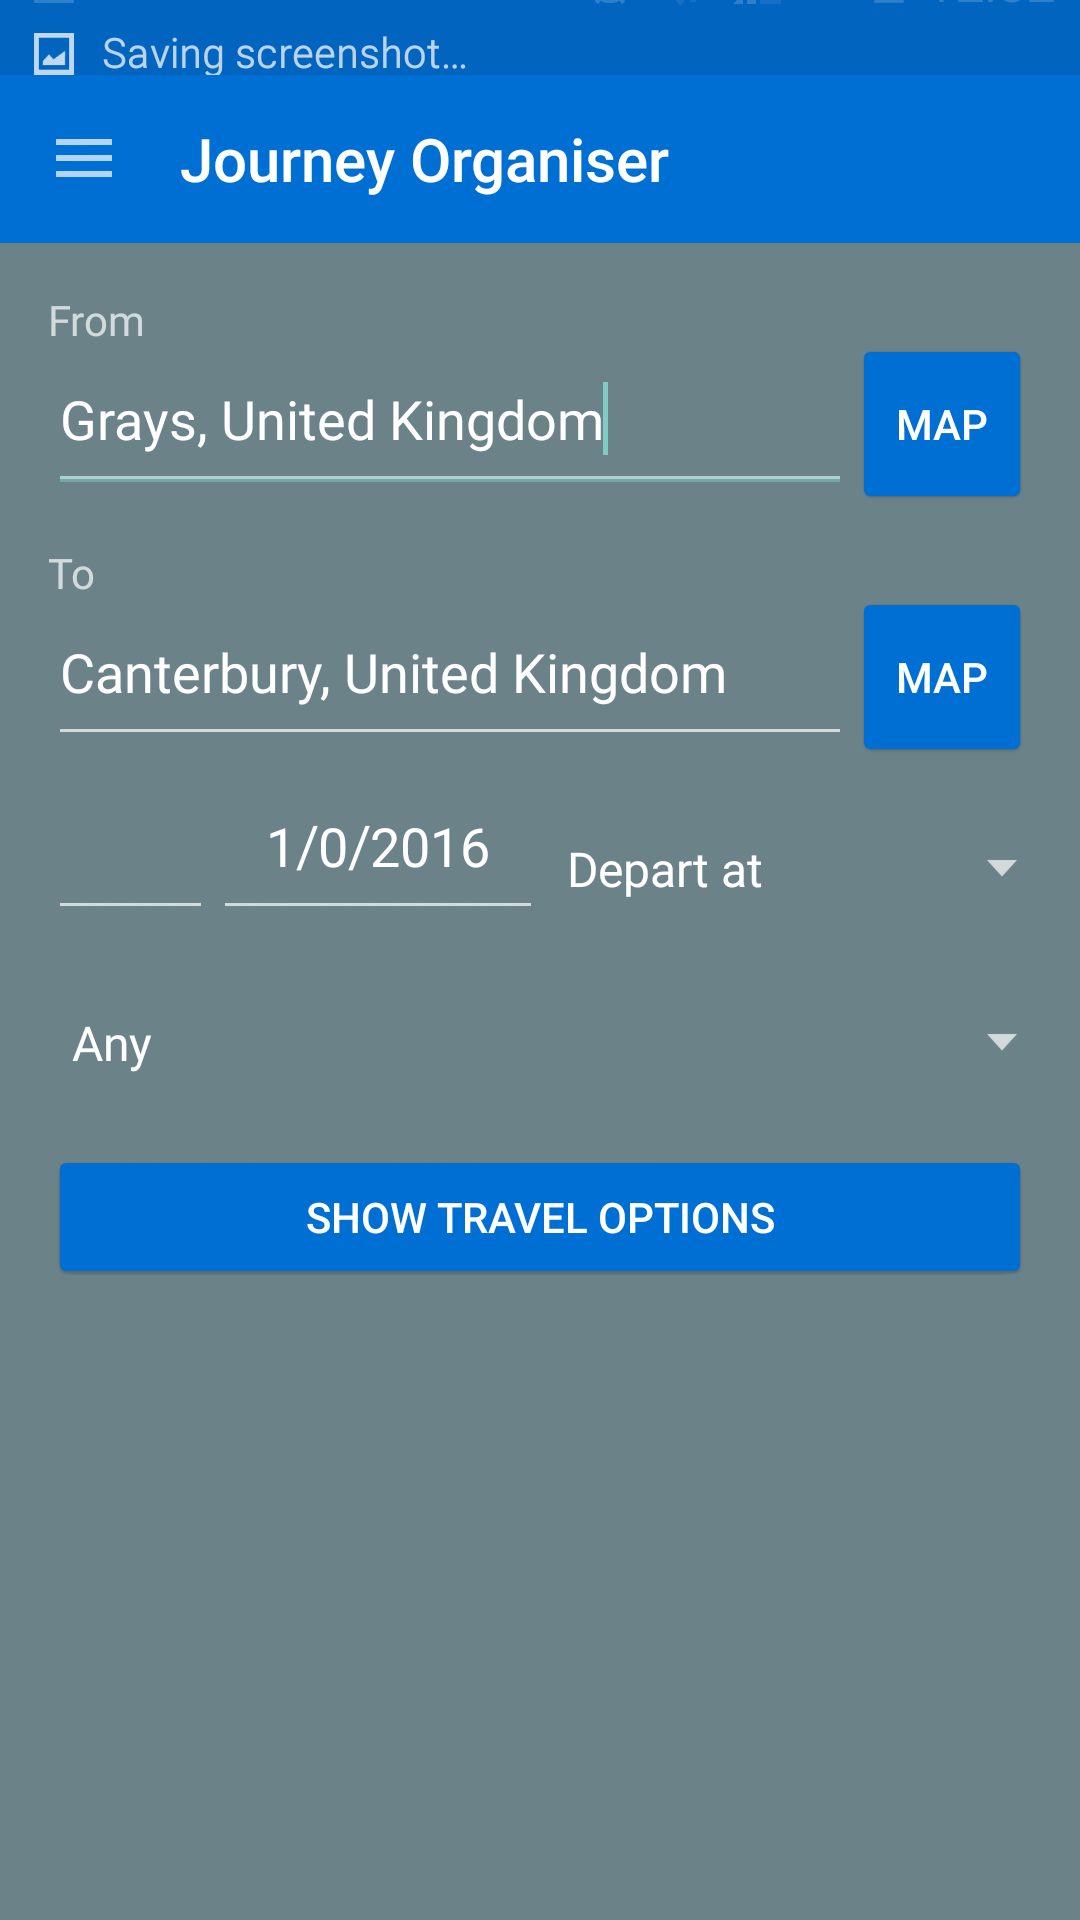 Saving screenshot...
Journey Organiser
From
Grays, United Kingdom
MAP
To
Canterbury, United Kingdom
MAP
1/0/2016
Depart at
Any
SHOW TRAVEL OPTIONS